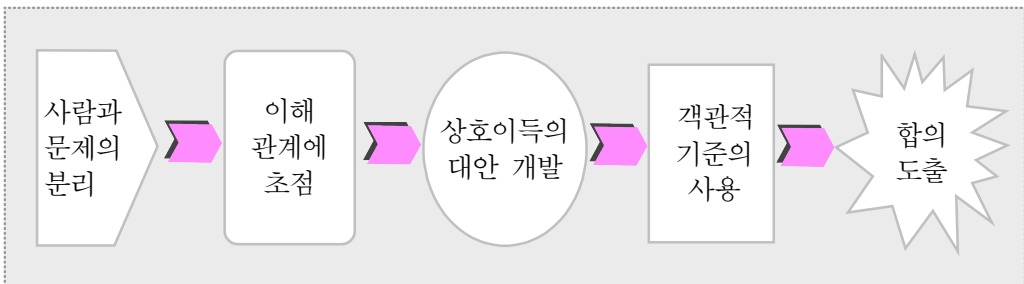 사람과
문제의
분리
이해
관계에
초점
상호이득의
대안 개발
객관적
기준의
사용
합의
도출